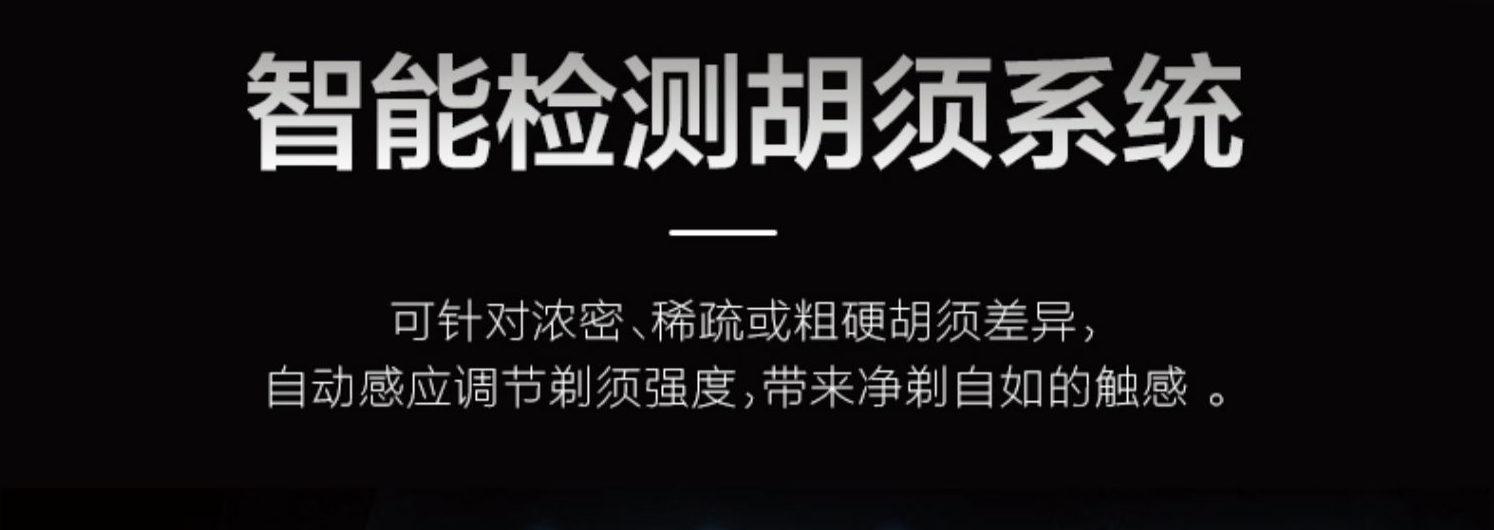 智能检测胡须系统
可针对浓密、稀疏或粗硬胡须差异，
自动感应调节剃须强度，带来净剃自如的触感 。